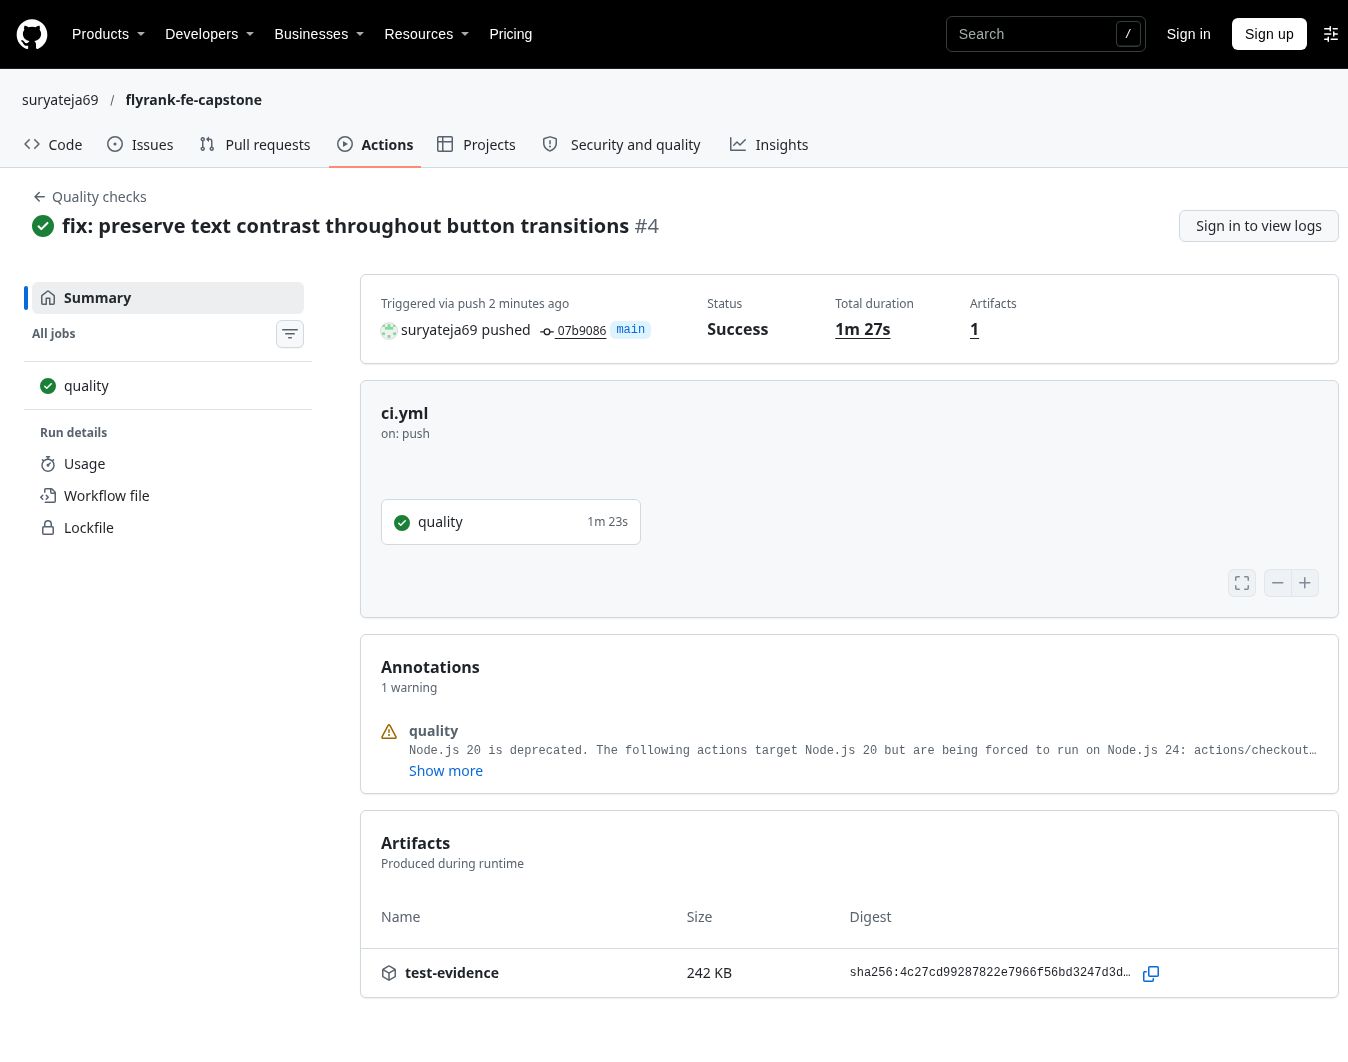 Products Developers Businesses Resources Pricing Search / Sign in Sign up
suryateja69 / flyrank-fe-capstone
Code Issues Pull requests Actions Projects Security and quality Insights
← Quality checks
fix: preserve text contrast throughout button transitions #4
Sign in to view logs
Summary
All jobs
quality
Run details
Usage
Workflow file
Lockfile
Triggered via push 2 minutes ago
suryateja69 pushed 07b9086 main
Status
Success
Total duration
1m 27s
Artifacts
1
ci.yml
on: push
quality 1m 23s
Annotations
1 warning
quality
Node.js 20 is deprecated. The following actions target Node.js 20 but are being forced to run on Node.js 24: actions/checkout…
Show more
Artifacts
Produced during runtime
Name Size Digest
test-evidence 242 KB sha256:4c27cd99287822e7966f56bd3247d3d…